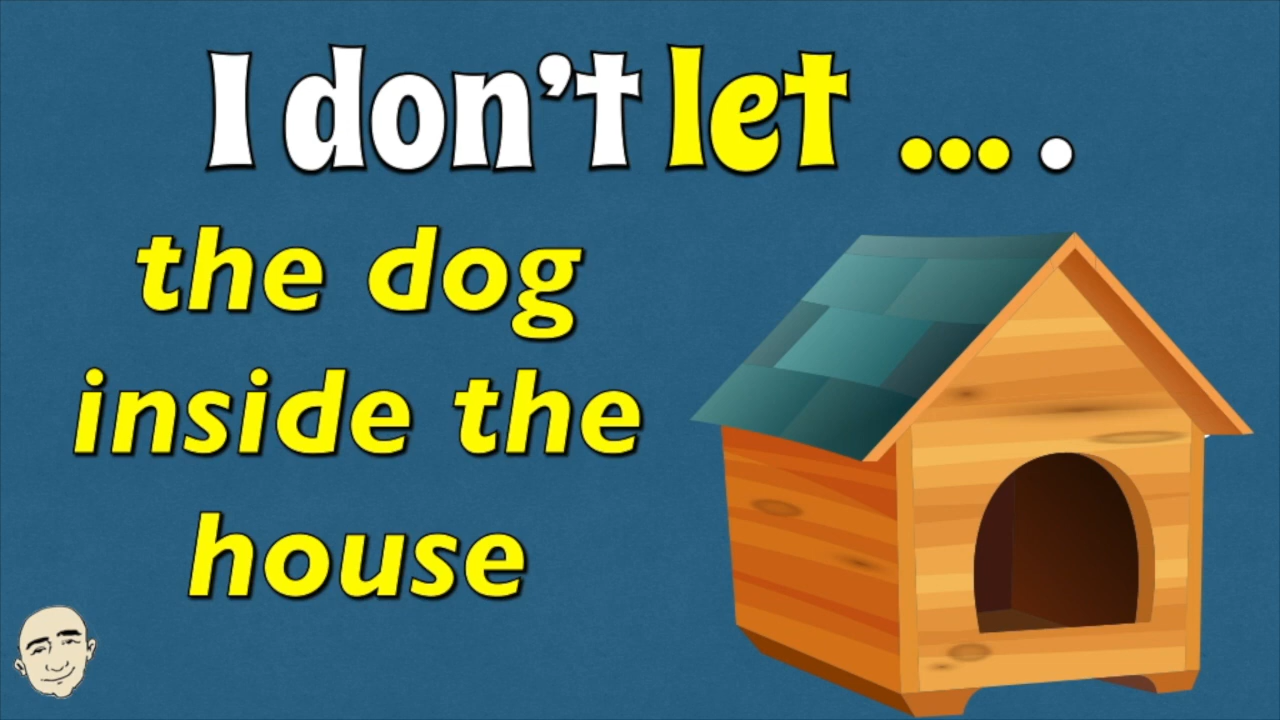 I don't let ... .
the dog
inside the
house